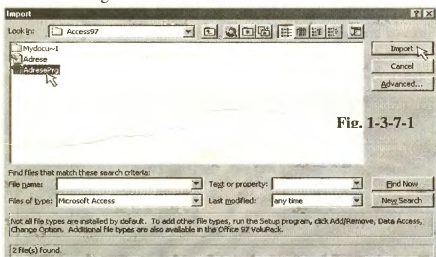 Import
Look in: Access97
Mydocu~1
Adrese
AdresePrg
Import
Cancel
Advanced...
Fig. 1-3-7-1
Find files that match these search criteria:
File name: Text or property: Find Now
Files of type: Microsoft Access Last modified: any time New Search
Not all file types are installed by default. To add other file types, run the Setup program, click Add/Remove, Data Access,
Change Option. Additional file types are also available in the Office 97 ValuPack.
2 file(s) found.